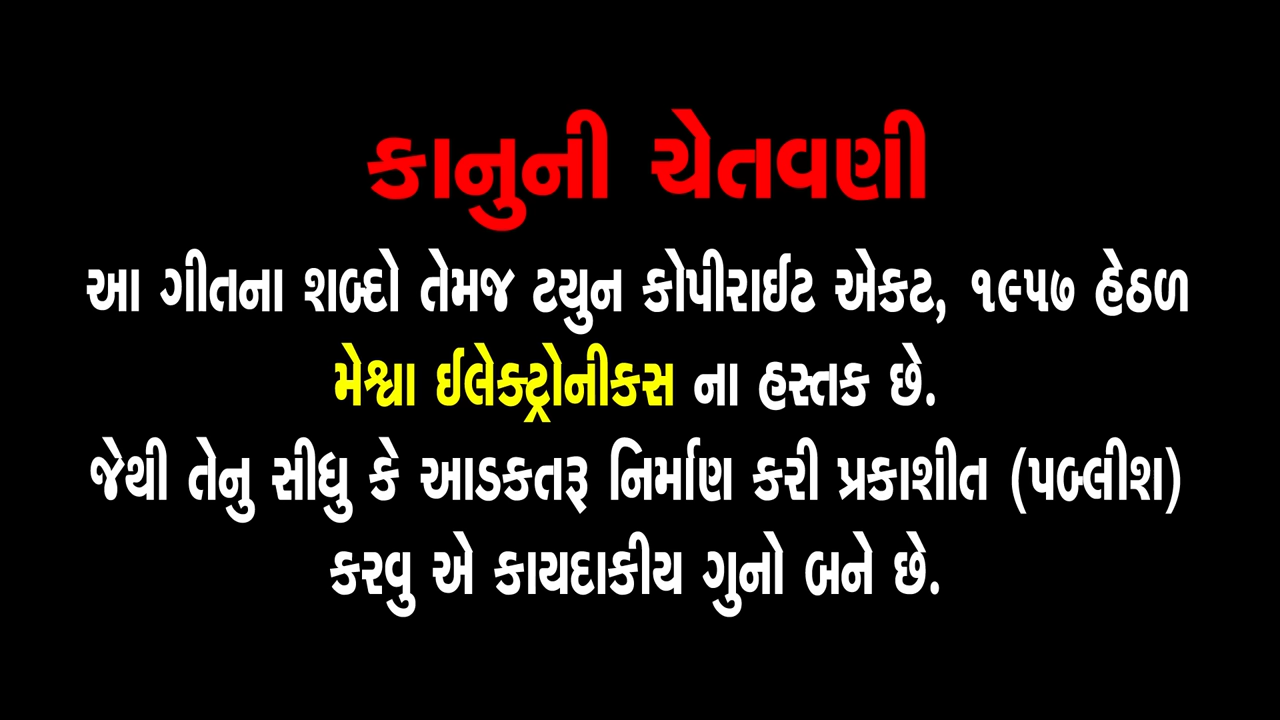 કાનુની ચેતવણી
આ ગીતના શબ્દો તેમજ ટયુન કોપીરાઈટ એકટ, ૧૯૫૭ હેઠળ
મેશ્વા ઈલેક્ટ્રોનીકસ ના હસ્તક છે.
જેથી તેનુ સીધુ કે આડકતરૂ નિર્માણ કરી પ્રકાશીત (પબ્લીશ)
કરવુ એ કાયદાકીય ગુનો બને છે.